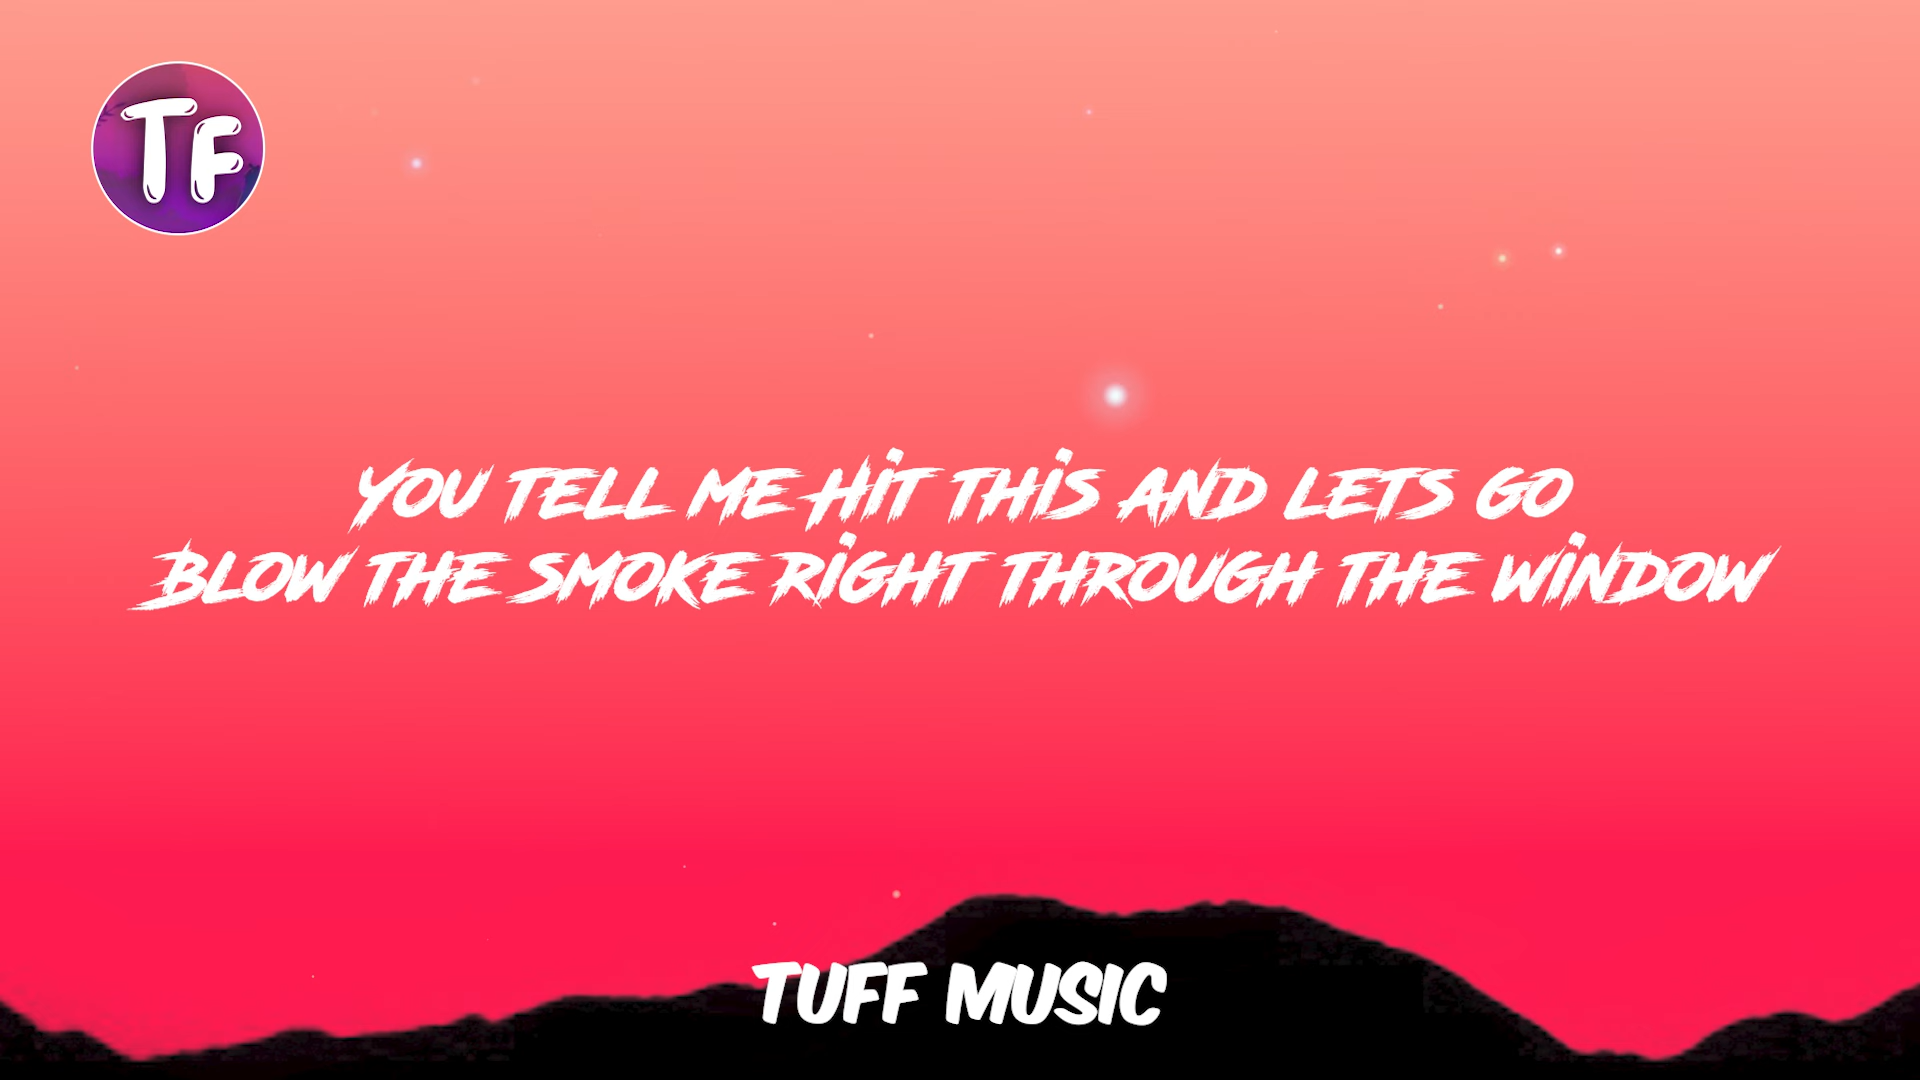 TF
YOU TELL ME HIT THIS AND LETS GO
BLOW THE SMOKE RIGHT THROUGH THE WINDOW
TUFF MUSIC